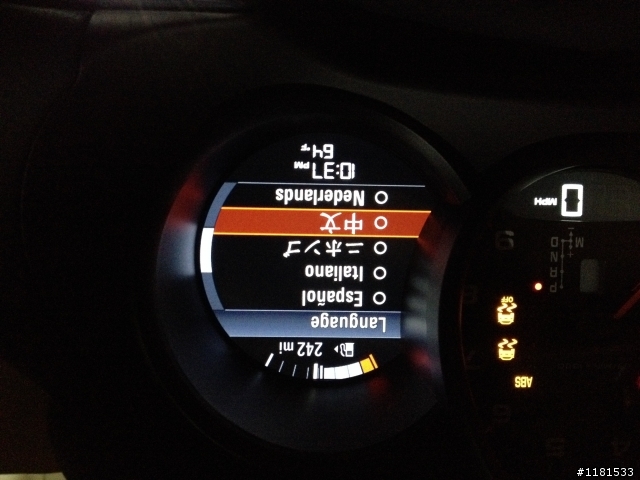 242 mi
Language
Español
Italiano
ニホンゴ
中文
Nederlands
10:37 PM
64 °F
ABS
OFF
P
R
N
D M
+
-
0 MPH
#1181533